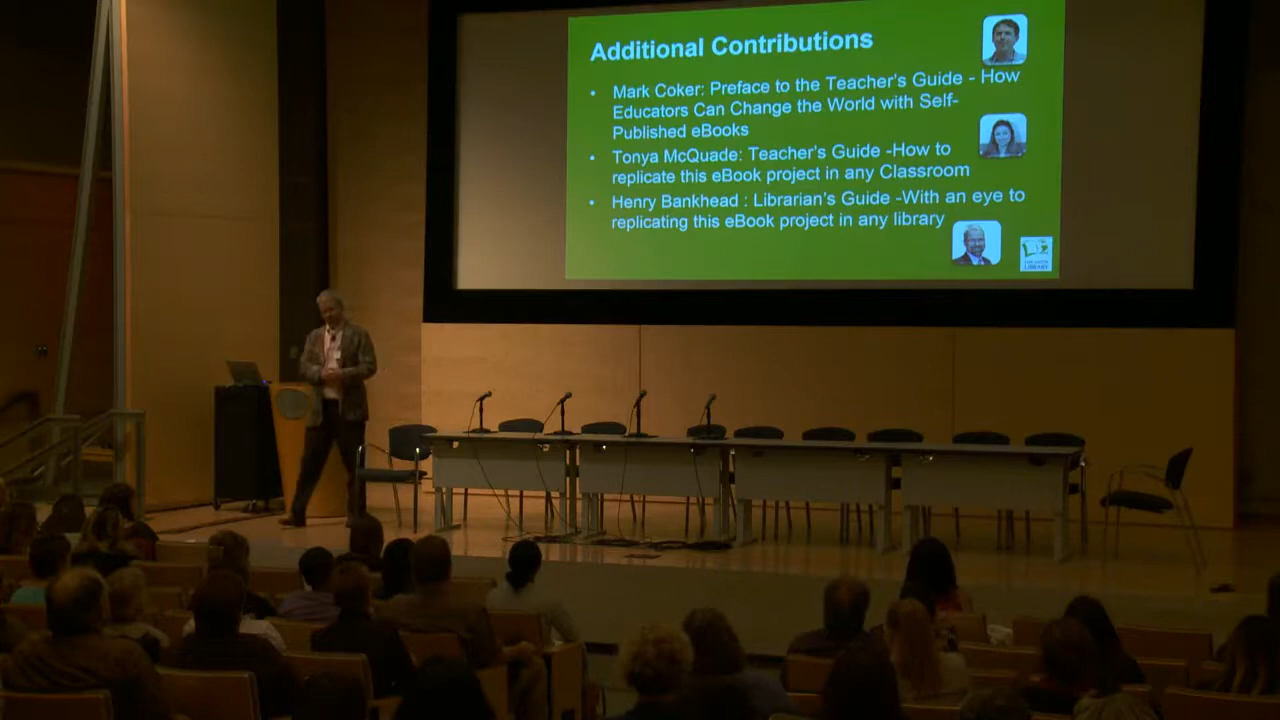 Additional Contributions
• Mark Coker: Preface to the Teacher's Guide - How
Educators Can Change the World with Self-
Published eBooks
• Tonya McQuade: Teacher's Guide -How to
replicate this eBook project in any Classroom
• Henry Bankhead : Librarian's Guide -With an eye to
replicating this eBook project in any library
LIBRARY